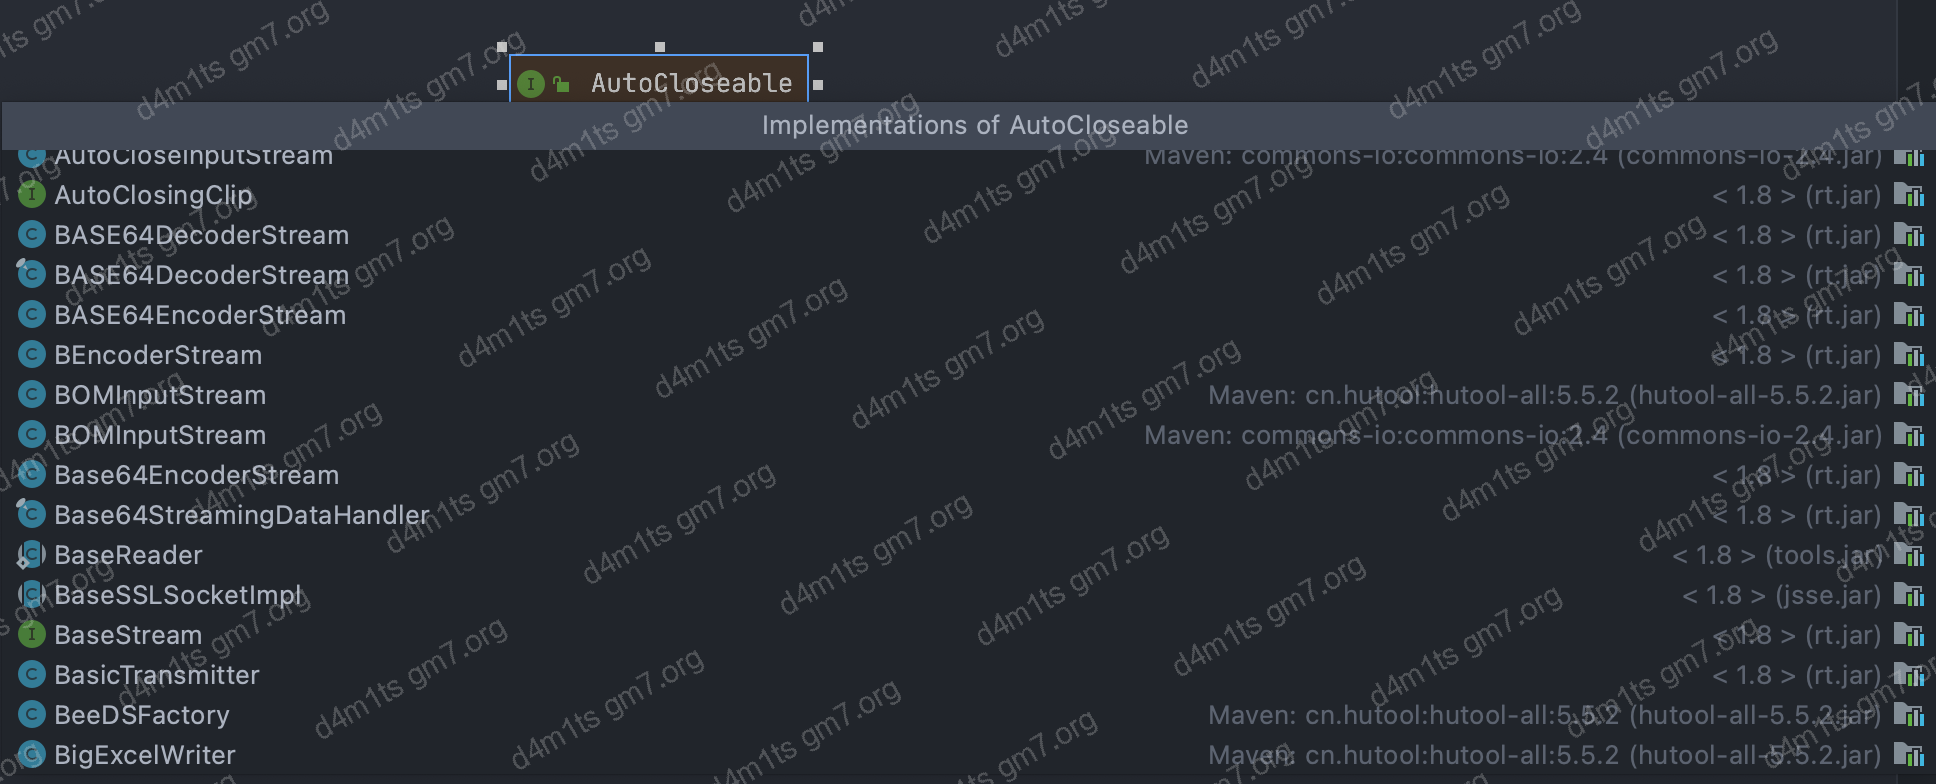 AutoCloseable
Implementations of AutoCloseable
AutoCloseInputStream Maven: commons-io:commons-io:2.4 (commons-io-2.4.jar)
AutoClosingClip < 1.8 > (rt.jar)
BASE64DecoderStream < 1.8 > (rt.jar)
BASE64DecoderStream < 1.8 > (rt.jar)
BASE64EncoderStream < 1.8 > (rt.jar)
BEncoderStream < 1.8 > (rt.jar)
BOMInputStream Maven: cn.hutool:hutool-all:5.5.2 (hutool-all-5.5.2.jar)
BOMInputStream Maven: commons-io:commons-io:2.4 (commons-io-2.4.jar)
Base64EncoderStream < 1.8 > (rt.jar)
Base64StreamingDataHandler < 1.8 > (rt.jar)
BaseReader < 1.8 > (tools.jar)
BaseSSLSocketImpl < 1.8 > (jsse.jar)
BaseStream < 1.8 > (rt.jar)
BasicTransmitter < 1.8 > (rt.jar)
BeeDSFactory Maven: cn.hutool:hutool-all:5.5.2 (hutool-all-5.5.2.jar)
BigExcelWriter Maven: cn.hutool:hutool-all:5.5.2 (hutool-all-5.5.2.jar)
d4m1ts gm7.org